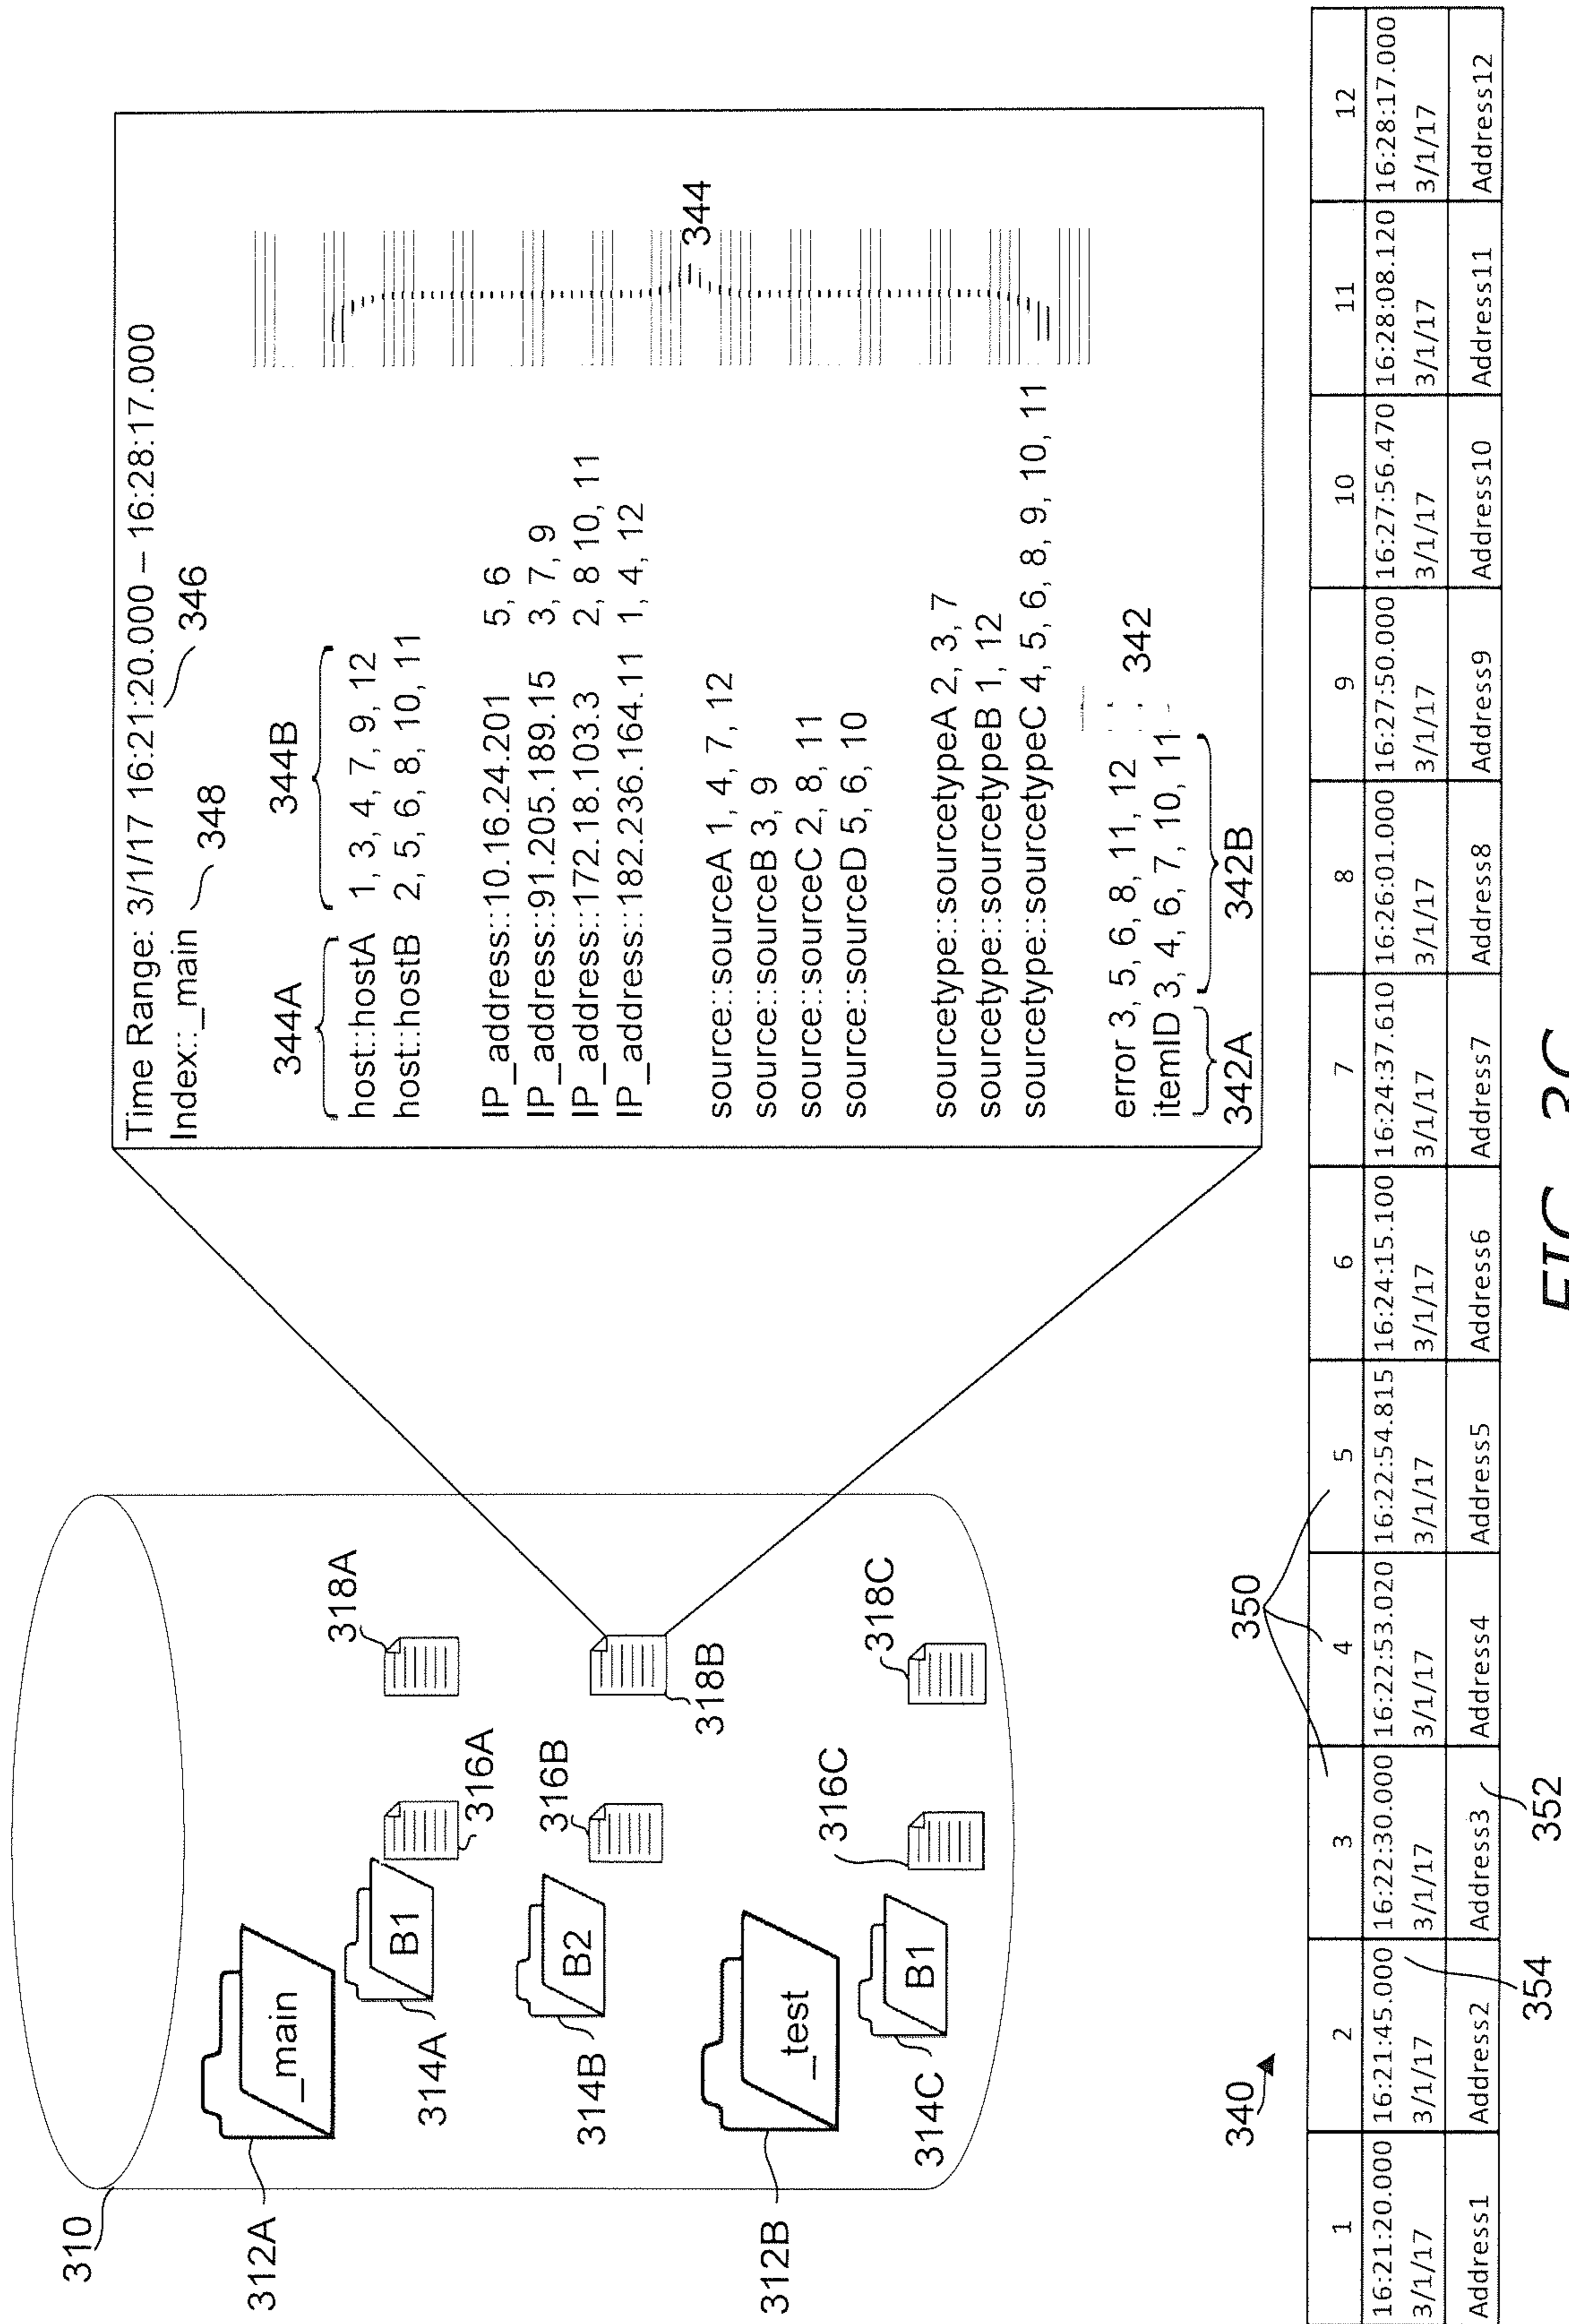 310
312A
_main
314A
B1
316A
318A
314B
B2
316B
318B
312B
_test
314C
B1
316C
318C
Time Range: 3/1/17 16:21:20.000 – 16:28:17.000
Index::_main
348
346
344A
344B
host::hostA 1, 3, 4, 7, 9, 12
host::hostB 2, 5, 6, 8, 10, 11
IP_address::10.16.24.201 5, 6
IP_address::91.205.189.15 3, 7, 9
IP_address::172.18.103.3 2, 8 10, 11
IP_address::182.236.164.11 1, 4, 12
344
source::sourceA 1, 4, 7, 12
source::sourceB 3, 9
source::sourceC 2, 8, 11
source::sourceD 5, 6, 10
sourcetype::sourcetypeA 2, 3, 7
sourcetype::sourcetypeB 1, 12
sourcetype::sourcetypeC 4, 5, 6, 8, 9, 10, 11
error 3, 5, 6, 8, 11, 12
itemID 3, 4, 6, 7, 10, 11
342
342A
342B
340
350
1 2 3 4 5 6 7 8 9 10 11 12
16:21:20.000 16:21:45.000 16:22:30.000 16:22:53.020 16:22:54.815 16:24:15.100 16:24:37.610 16:26:01.000 16:27:50.000 16:27:56.470 16:28:08.120 16:28:17.000
3/1/17 3/1/17 3/1/17 3/1/17 3/1/17 3/1/17 3/1/17 3/1/17 3/1/17 3/1/17 3/1/17 3/1/17
Address1 Address2 Address3 Address4 Address5 Address6 Address7 Address8 Address9 Address10 Address11 Address12
354
352